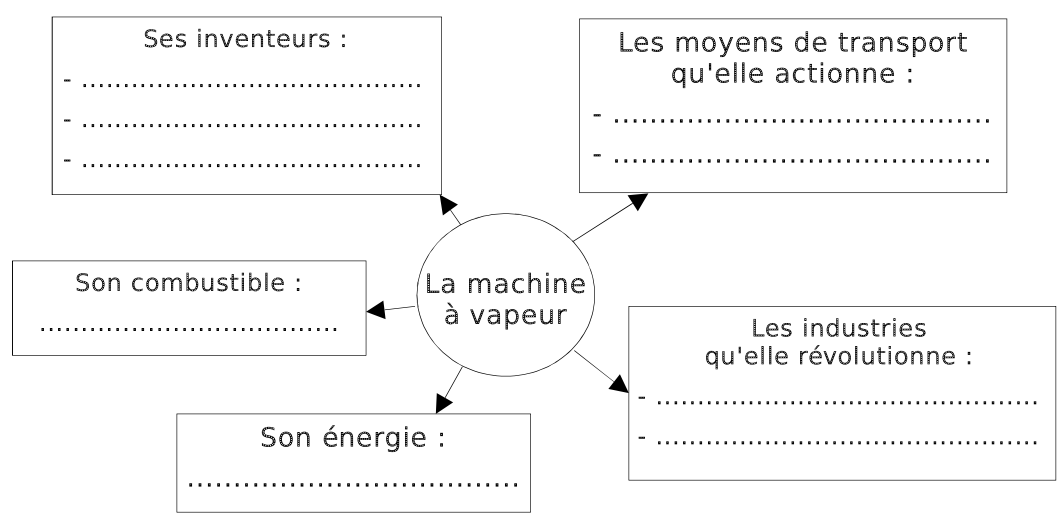 Ses inventeurs :
- ........................................
- ........................................
- ........................................
Les moyens de transport
qu'elle actionne :
- ........................................
- ........................................
La machine
à vapeur
Son combustible :
...................................
Les industries
qu'elle révolutionne :
- ........................................
- ........................................
Son énergie :
...................................